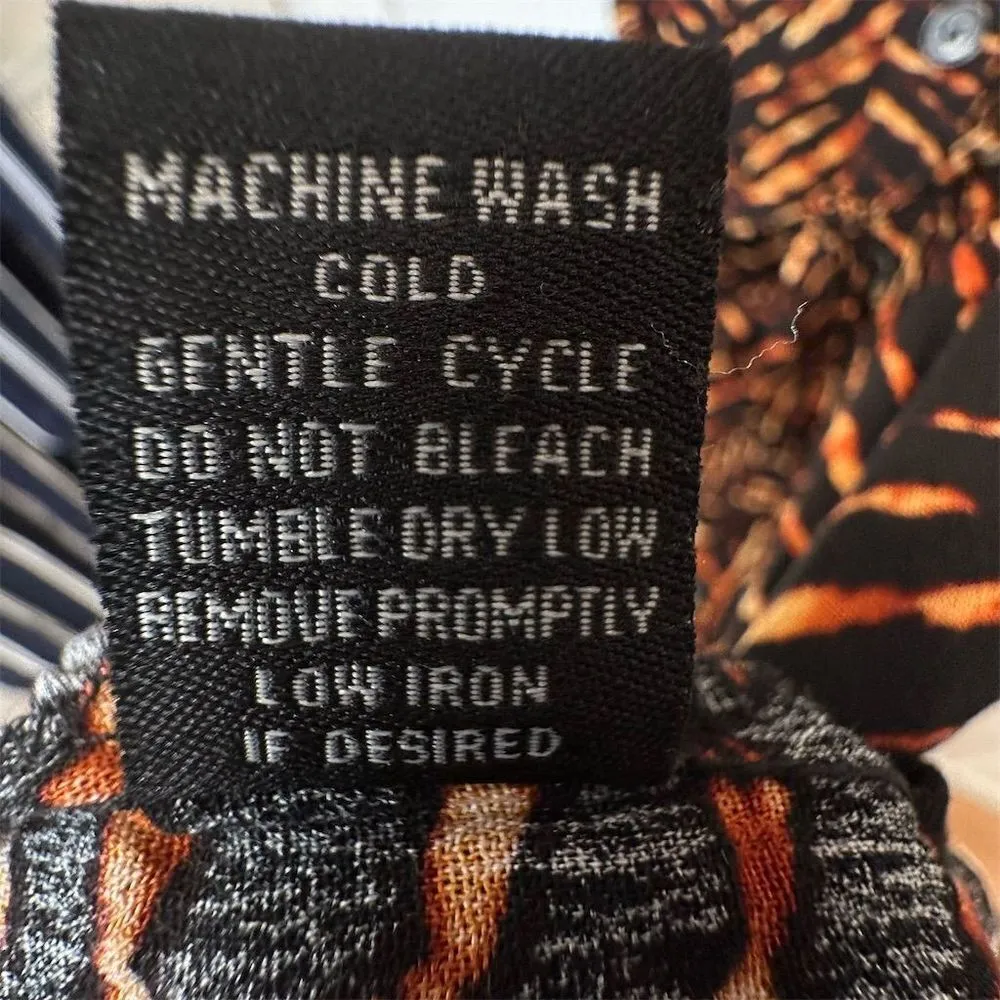 MACHINE WASH
COLD
GENTLE CYCLE
DO NOT BLEACH
TUMBLE DRY LOW
REMOVE PROMPTLY
LOW IRON
IF DESIRED